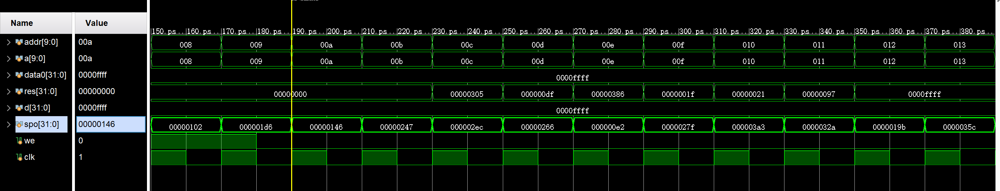 Name Value
150 ps 160 ps 170 ps 180 ps 190 ps 200 ps 210 ps 220 ps 230 ps 240 ps 250 ps 260 ps 270 ps 280 ps 290 ps 300 ps 310 ps 320 ps 330 ps 340 ps 350 ps 360 ps 370 ps 380 ps
addr[9:0] 00a 008 009 00a 00b 00c 00d 00e 00f 010 011 012 013
a[9:0] 00a 008 009 00a 00b 00c 00d 00e 00f 010 011 012 013
data0[31:0] 0000ffff 0000ffff
res[31:0] 00000000 00000000 00000305 000000df 00000386 0000001f 00000021 00000097 0000ffff
d[31:0] 0000ffff 0000ffff
spo[31:0] 00000146 00000102 000001d6 00000146 00000247 000002ec 00000266 000000e2 0000027f 000003a3 0000032a 0000019b 0000035c
we 0
clk 1